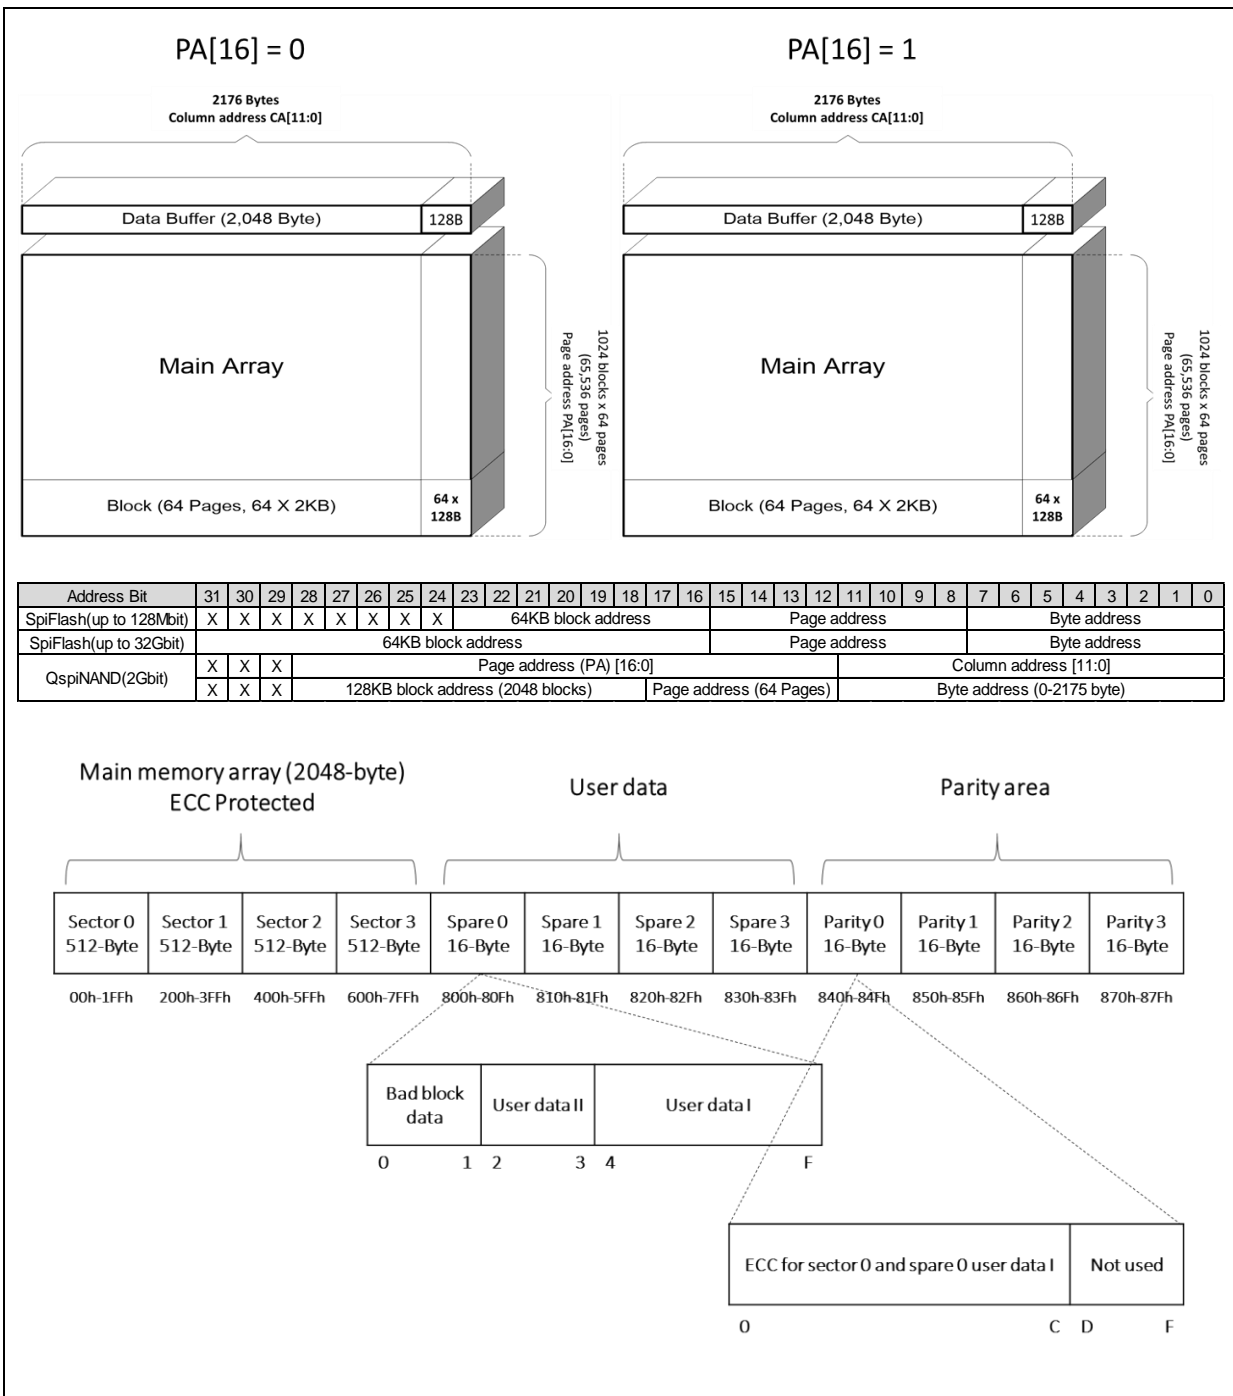 PA[16] = 0
2176 Bytes
Column address CA[11:0]
Data Buffer (2,048 Byte)
128B
Main Array
1024 blocks x 64 pages
(65,536 pages)
Page address PA[16:0]
Block (64 Pages, 64 X 2KB)
64 x
128B
PA[16] = 1
2176 Bytes
Column address CA[11:0]
Data Buffer (2,048 Byte)
128B
Main Array
1024 blocks x 64 pages
(65,536 pages)
Page address PA[16:0]
Block (64 Pages, 64 X 2KB)
64 x
128B
Address Bit 31 30 29 28 27 26 25 24 23 22 21 20 19 18 17 16 15 14 13 12 11 10 9 8 7 6 5 4 3 2 1 0
SpiFlash(up to 128Mbit) X X X X X X X X 64KB block address Page address Byte address
SpiFlash(up to 32Gbit) 64KB block address Page address Byte address
QspiNAND(2Gbit) X X X Page address (PA) [16:0] Column address [11:0]
X X X 128KB block address (2048 blocks) Page address (64 Pages) Byte address (0-2175 byte)
Main memory array (2048-byte)
ECC Protected
User data
Parity area
Sector 0 Sector 1 Sector 2 Sector 3 Spare 0 Spare 1 Spare 2 Spare 3 Parity 0 Parity 1 Parity 2 Parity 3
512-Byte 512-Byte 512-Byte 512-Byte 16-Byte 16-Byte 16-Byte 16-Byte 16-Byte 16-Byte 16-Byte 16-Byte
00h-1FFh 200h-3FFh 400h-5FFh 600h-7FFh 800h-80Fh 810h-81Fh 820h-82Fh 830h-83Fh 840h-84Fh 850h-85Fh 860h-86Fh 870h-87Fh
Bad block
data
User data II
User data I
0 1 2 3 4 F
ECC for sector 0 and spare 0 user data I
Not used
0 C D F